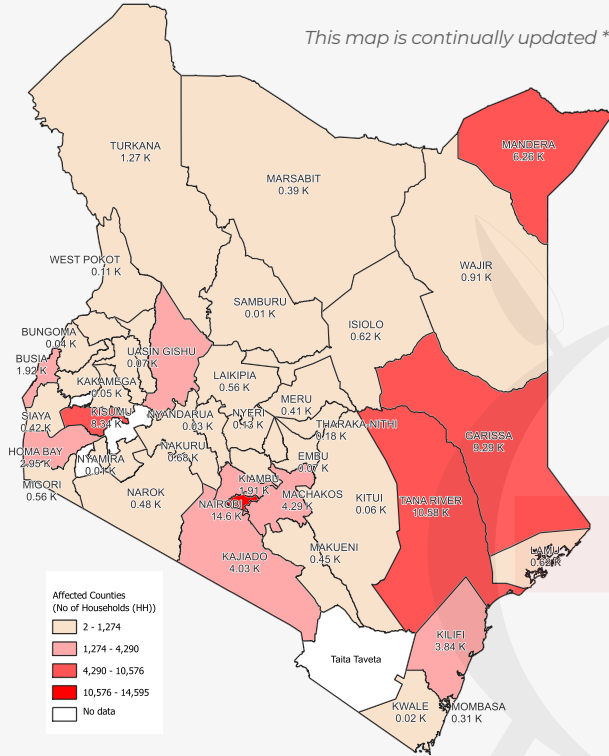 This map is continually updated *
MANDERA
6.26 K
TURKANA
1.27 K
MARSABIT
0.39 K
WEST POKOT
0.11 K
WAJIR
0.91 K
SAMBURU
0.01 K
ISIOLO
0.62 K
BUNGOMA
0.04 K
UASIN GISHU
0.07 K
BUSIA
1.92 K
LAIKIPIA
0.56 K
KAKAMEGA
0.05 K
MERU
0.41 K
SIAYA
0.42 K
KISUMU
8.34 K
NYANDARUA
0.03 K
NYERI
0.13 K
THARAKA-NITHI
0.18 K
GARISSA
9.29 K
HOMA BAY
2.95 K
NYAMIRA
0.01 K
NAKURU
0.68 K
EMBU
0.07 K
KIAMBU
1.91 K
MIGORI
0.56 K
NAROK
0.48 K
NAIROBI
14.6 K
MACHAKOS
4.29 K
KITUI
0.06 K
TANA RIVER
10.58 K
LAMU
KAJIADO
4.03 K
MAKUENI
0.45 K
Affected Counties
(No of Households (HH))
2 - 1,274
1,274 - 4,290
4,290 - 10,576
10,576 - 14,595
No data
KILIFI
3.84 K
Taita Taveta
KWALE
0.02 K
MOMBASA
0.31 K